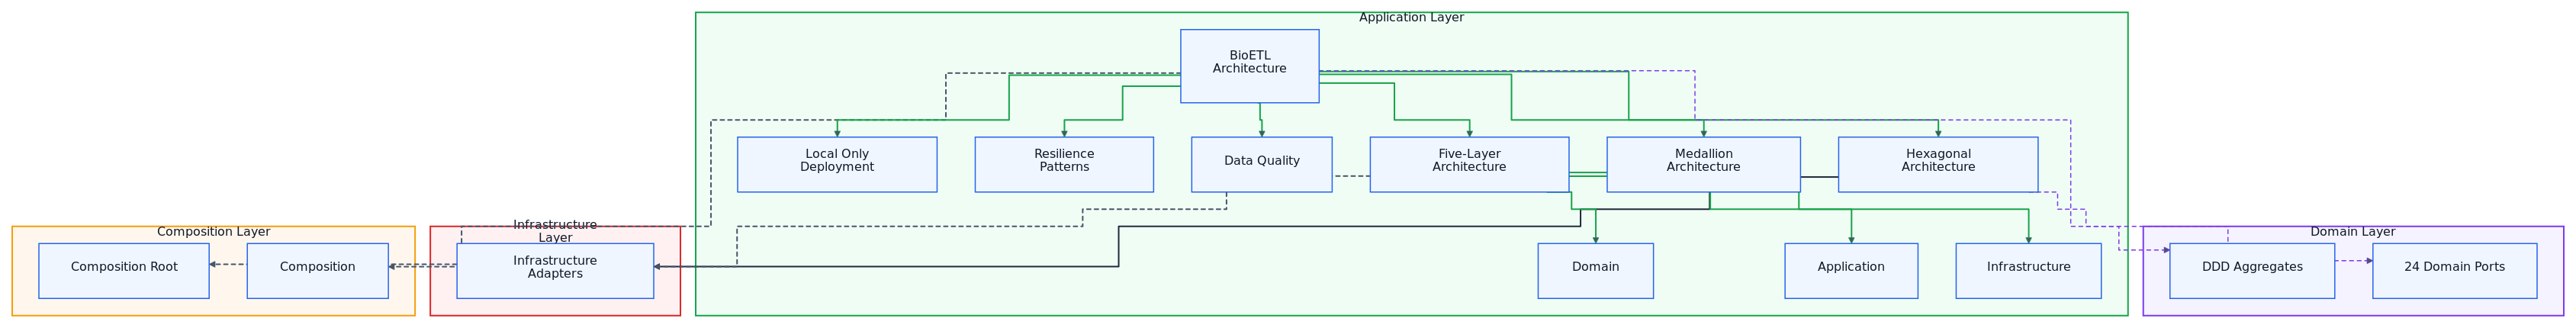 Application Layer
BioETL
Architecture
Local Only
Deployment
Resilience
Patterns
Data Quality
Five-Layer
Architecture
Medallion
Architecture
Hexagonal
Architecture
Composition Layer
Composition Root
Composition
Infrastructure
Layer
Infrastructure
Adapters
Domain
Application
Infrastructure
Domain Layer
DDD Aggregates
24 Domain Ports